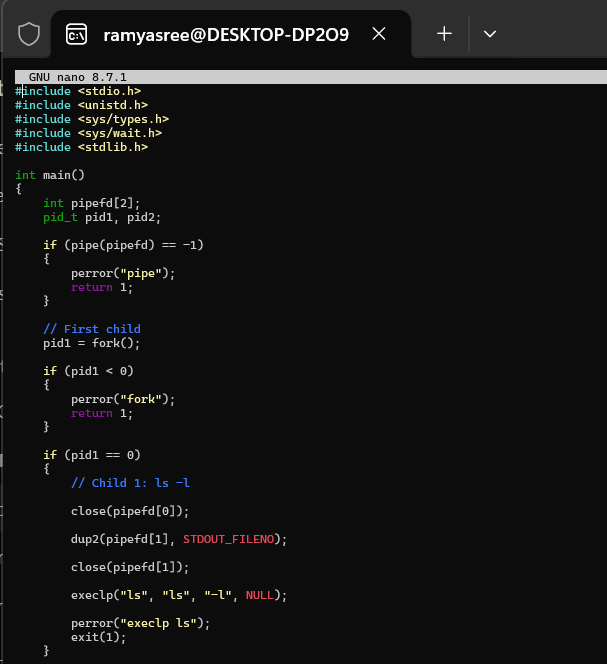 ramyasree@DESKTOP-DP2O9
GNU nano 8.7.1
#include <stdio.h>
#include <unistd.h>
#include <sys/types.h>
#include <sys/wait.h>
#include <stdlib.h>

int main()
{
    int pipefd[2];
    pid_t pid1, pid2;

    if (pipe(pipefd) == -1)
    {
        perror("pipe");
        return 1;
    }

    // First child
    pid1 = fork();

    if (pid1 < 0)
    {
        perror("fork");
        return 1;
    }

    if (pid1 == 0)
    {
        // Child 1: ls -l

        close(pipefd[0]);

        dup2(pipefd[1], STDOUT_FILENO);

        close(pipefd[1]);

        execlp("ls", "ls", "-l", NULL);

        perror("execlp ls");
        exit(1);
    }